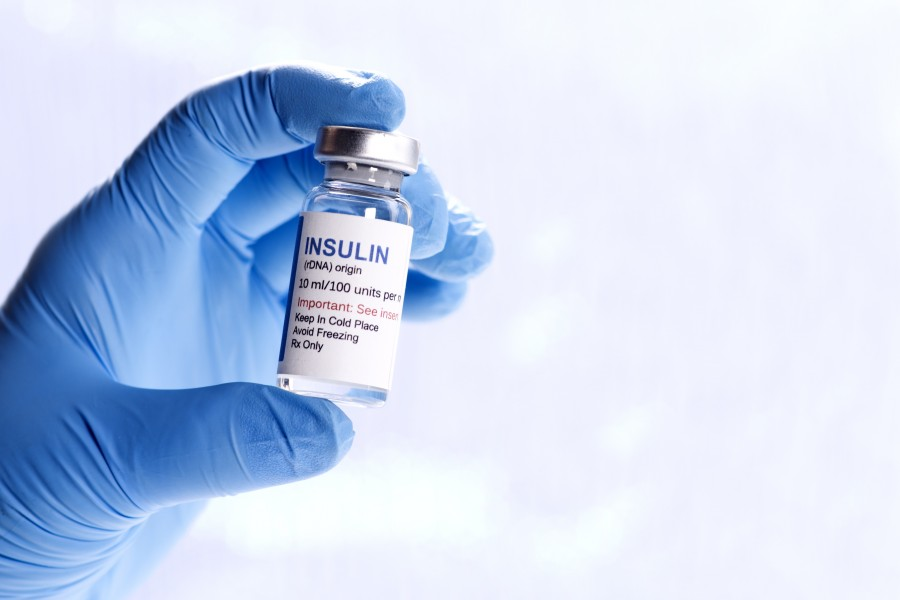 INSULIN
(rDNA) origin
10 ml/100 units per
Important: See
Keep In Cold Place
Avoid Freezing
Rx Only